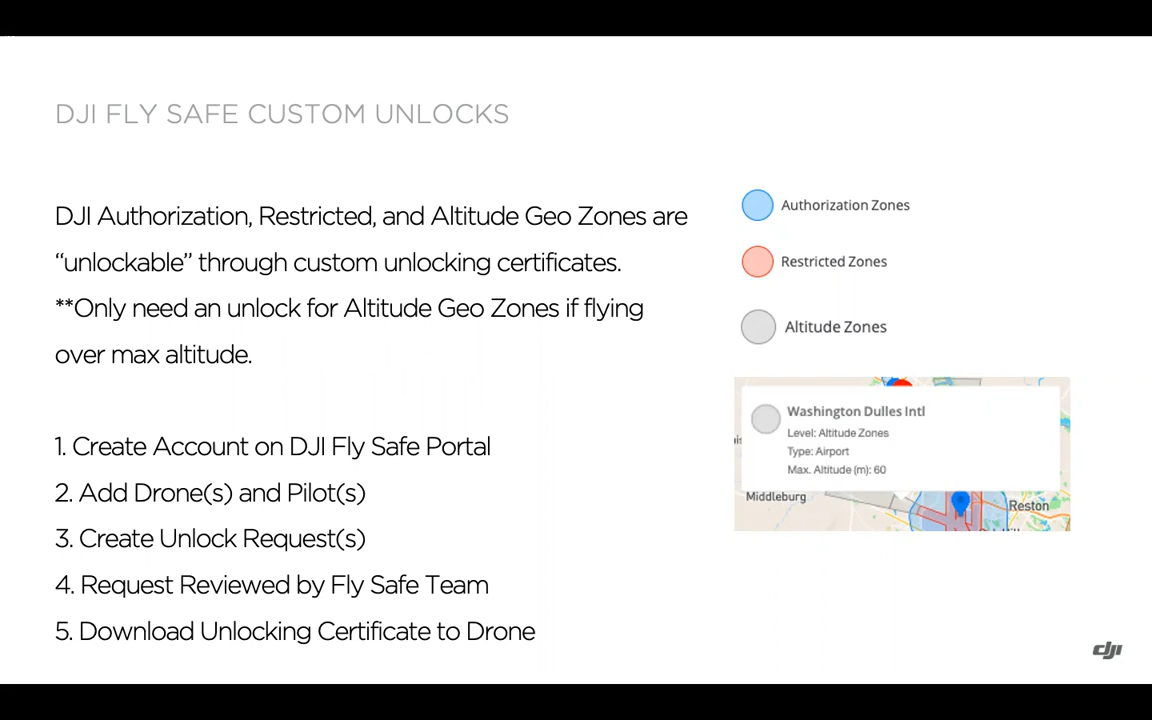 DJI FLY SAFE CUSTOM UNLOCKS
DJI Authorization, Restricted, and Altitude Geo Zones are
“unlockable” through custom unlocking certificates.
**Only need an unlock for Altitude Geo Zones if flying
over max altitude.
1. Create Account on DJI Fly Safe Portal
2. Add Drone(s) and Pilot(s)
3. Create Unlock Request(s)
4. Request Reviewed by Fly Safe Team
5. Download Unlocking Certificate to Drone
Authorization Zones
Restricted Zones
Altitude Zones
Washington Dulles Intl
Level: Altitude Zones
Type: Airport
Max. Altitude (m): 60
Middleburg
Reston
dji